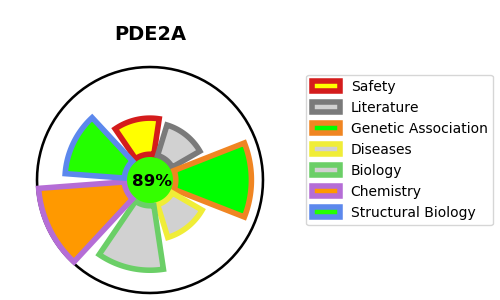 PDE2A
89%
Safety
Literature
Genetic Association
Diseases
Biology
Chemistry
Structural Biology